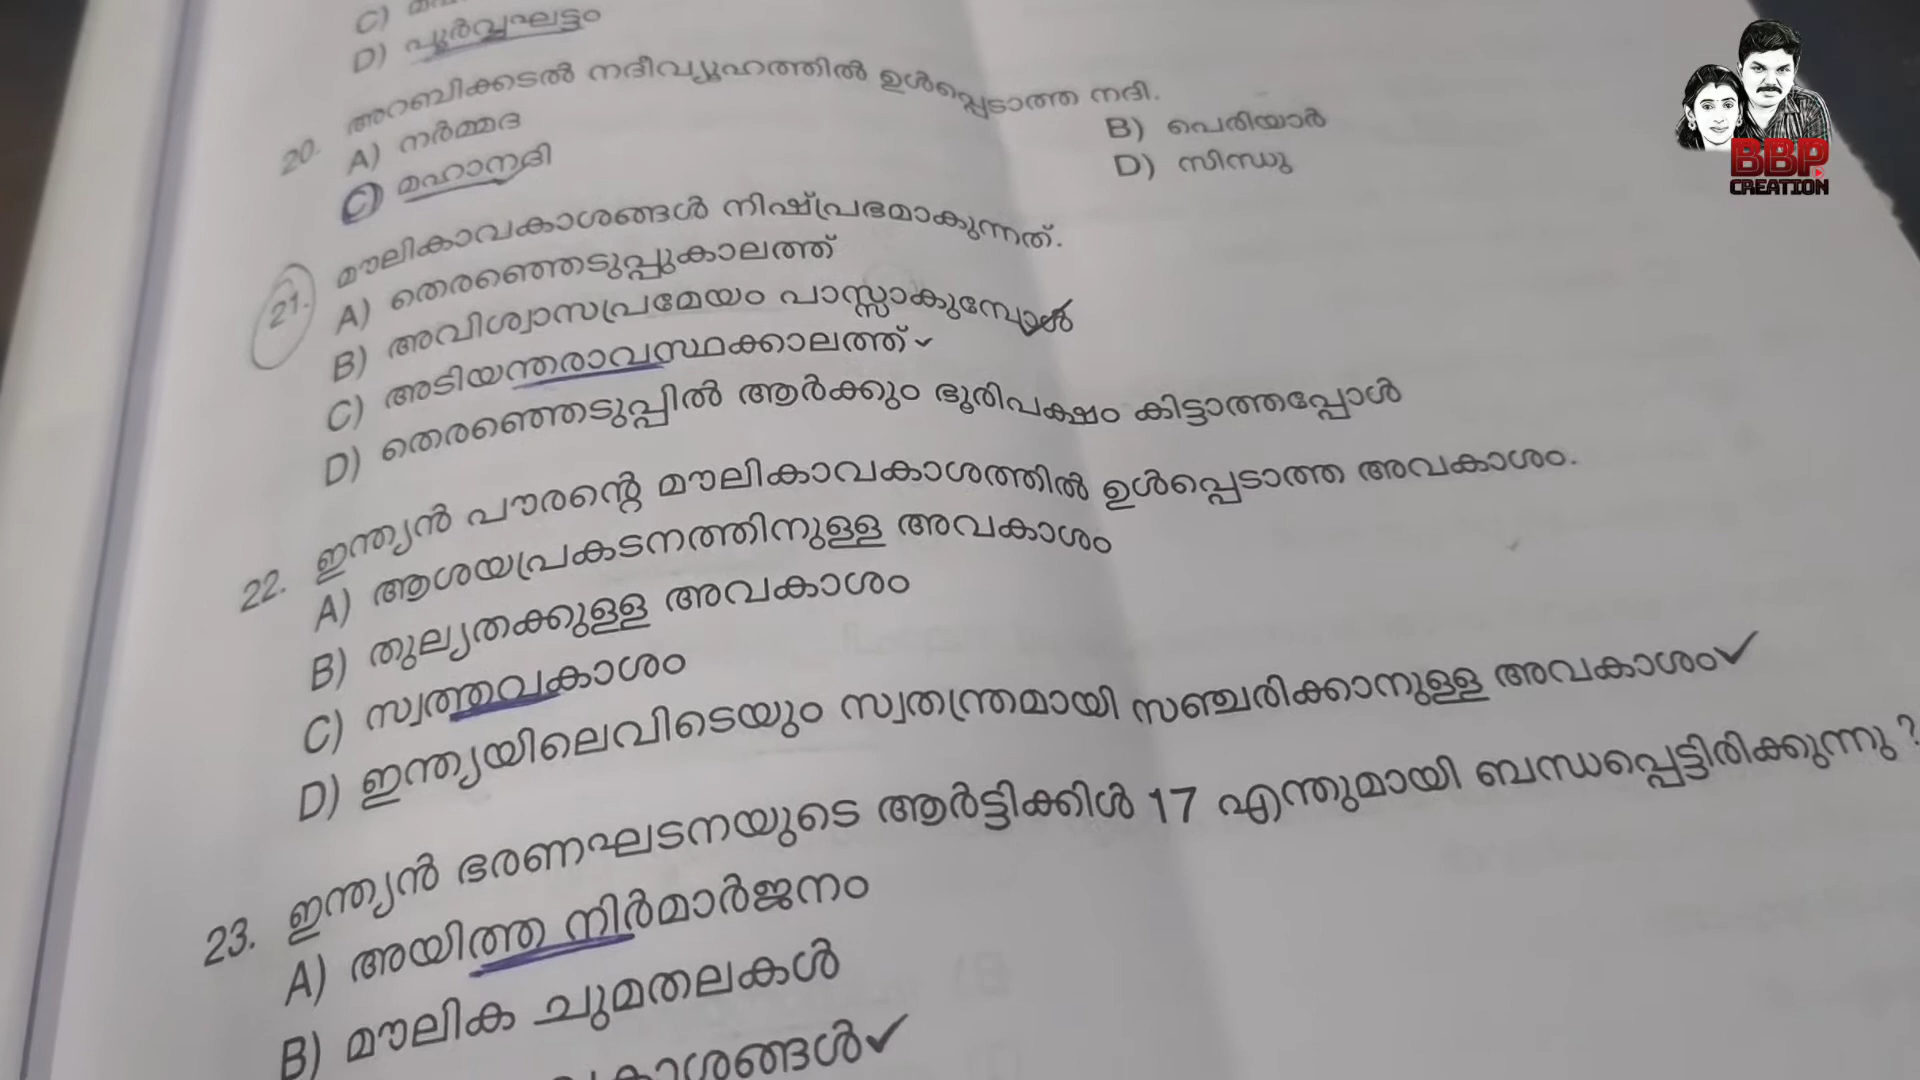 C)
D) പൂർവ്വഘട്ടം
20. അറബിക്കടൽ നദീവ്യൂഹത്തിൽ ഉൾപ്പെടാത്ത നദി.
A) നർമ്മദ B) പെരിയാർ
C) മഹാനദി D) സിന്ധു
21. മൗലികാവകാശങ്ങൾ നിഷ്പ്രഭമാകുന്നത്.
A) തെരഞ്ഞെടുപ്പുകാലത്ത്
B) അവിശ്വാസപ്രമേയം പാസ്സാകുമ്പോൾ
C) അടിയന്തരാവസ്ഥക്കാലത്ത്
D) തെരഞ്ഞെടുപ്പിൽ ആർക്കും ഭൂരിപക്ഷം കിട്ടാത്തപ്പോൾ
22. ഇന്ത്യൻ പൗരന്റെ മൗലികാവകാശത്തിൽ ഉൾപ്പെടാത്ത അവകാശം.
A) ആശയപ്രകടനത്തിനുള്ള അവകാശം
B) തുല്യതക്കുള്ള അവകാശം
C) സ്വത്തവകാശം
D) ഇന്ത്യയിലെവിടെയും സ്വതന്ത്രമായി സഞ്ചരിക്കാനുള്ള അവകാശം
23. ഇന്ത്യൻ ഭരണഘടനയുടെ ആർട്ടിക്കിൾ 17 എന്തുമായി ബന്ധപ്പെട്ടിരിക്കുന്നു ?
A) അയിത്ത നിർമാർജനം
B) മൗലിക ചുമതലകൾ
BBP
CREATION